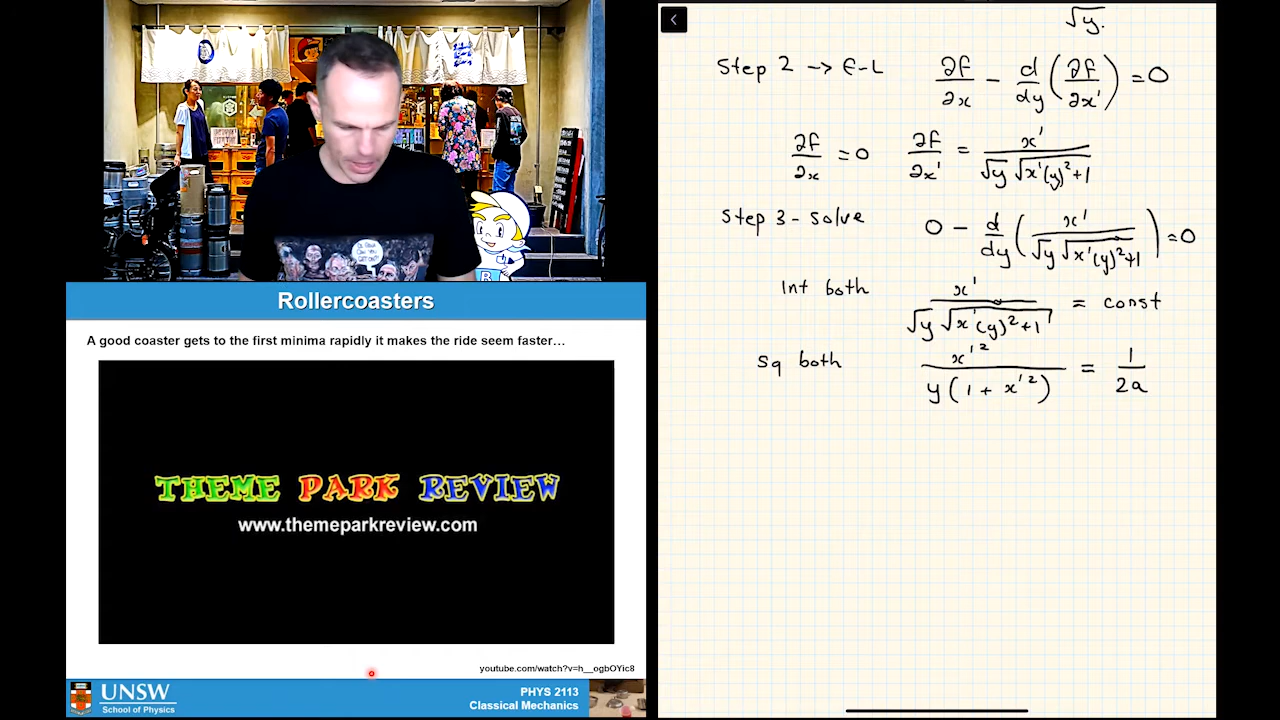 Rollercoasters
A good coaster gets to the first minima rapidly it makes the ride seem faster…
THEME PARK REVIEW
www.themeparkreview.com
youtube.com/watch?v=h__ogbOYic8
UNSW
School of Physics
PHYS 2113
Classical Mechanics
√y.
Step 2 → E-L ∂f/∂x − d/dy (∂f/∂x') = 0
∂f/∂x = 0 ∂f/∂x' = x' / √y √x'(y)²+1
Step 3 - Solve 0 − d/dy ( x' / √y √x'(y)²+1 ) = 0
Int both x' / √y √x'(y)²+1 = const
Sq both x'² / y(1 + x'²) = 1/2a